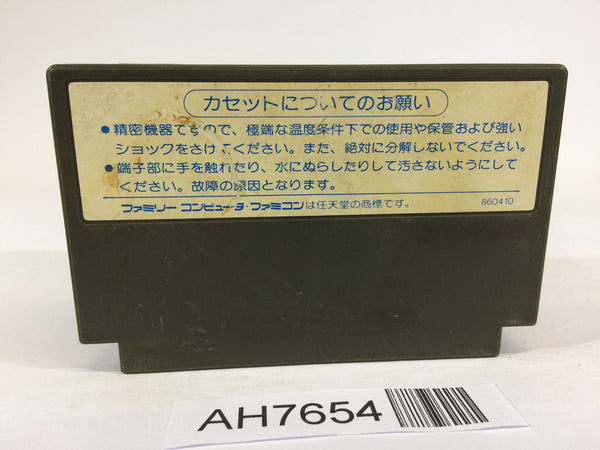 カセットについてのお願い
●精密機器ですので、極端な温度条件下での使用や保管および強い
ショックをさけてください。また、絶対に分解しないでください。
●端子部に手を触れたり、水にぬらしたりして汚さないようにして
ください。故障の原因となります。
ファミリーコンピュータ・ファミコンは任天堂の商標です。 860410
AH7654